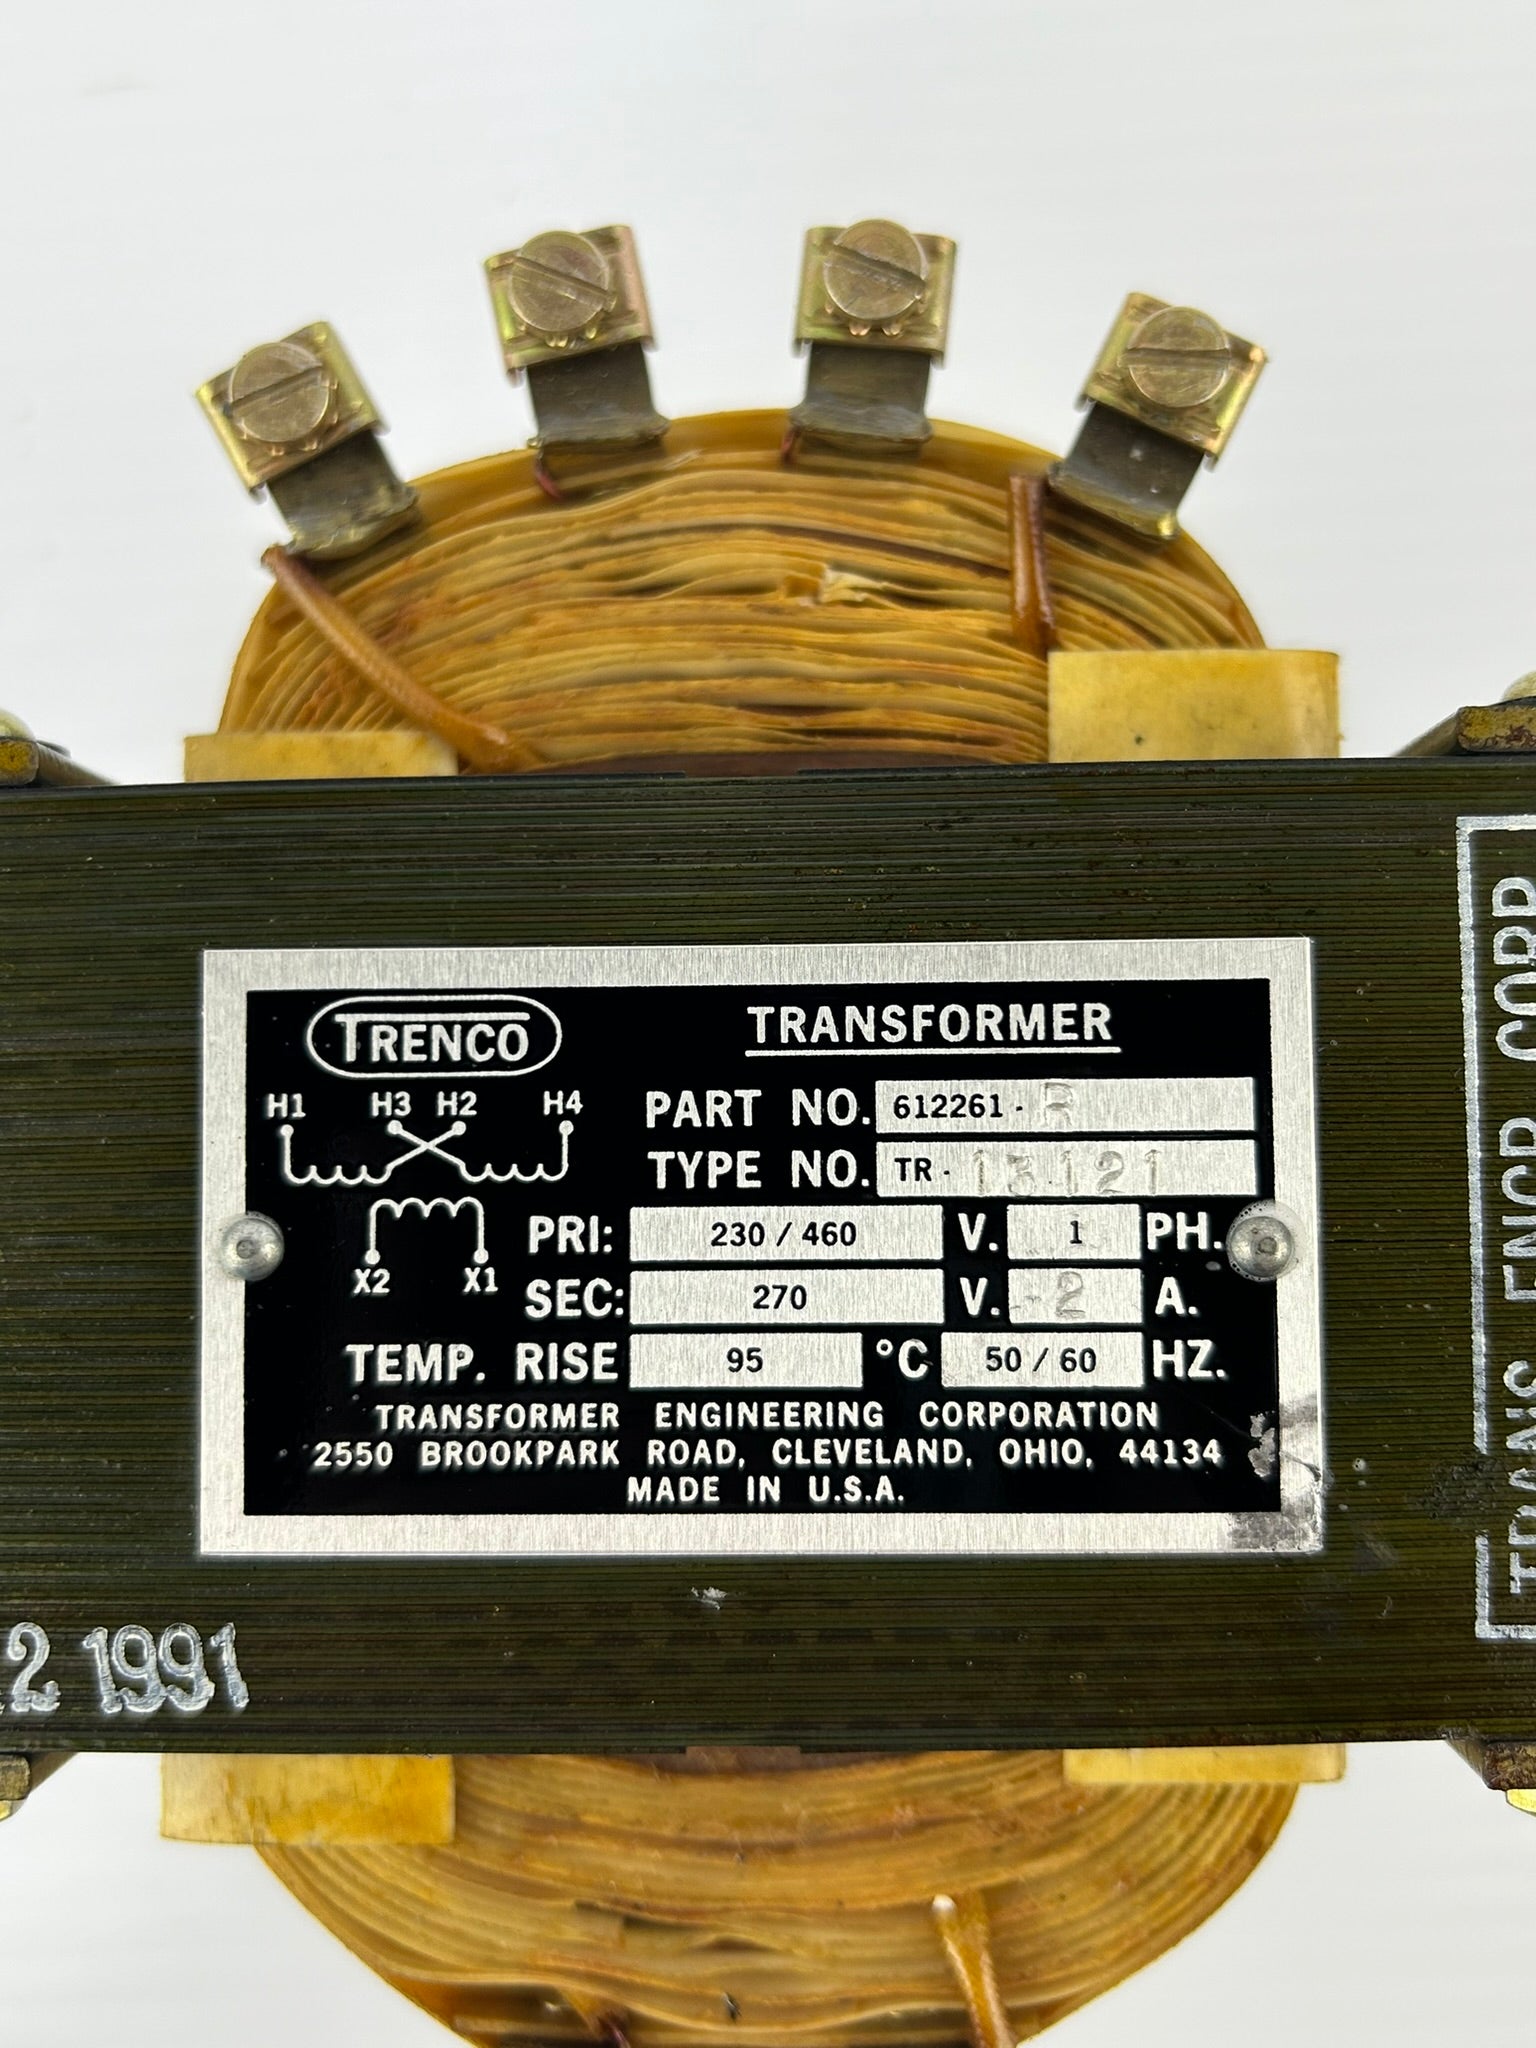 TRENCO
TRANSFORMER
H1 H3 H2 H4
X2 X1
PART NO. 612261 - R
TYPE NO. TR - 13121
PRI: 230 / 460 V. 1 PH.
SEC: 270 V. 2 A.
TEMP. RISE 95 °C 50 / 60 HZ.
TRANSFORMER ENGINEERING CORPORATION
2550 BROOKPARK ROAD, CLEVELAND, OHIO, 44134
MADE IN U.S.A.
2 1991
TRANS. ENGR CORP